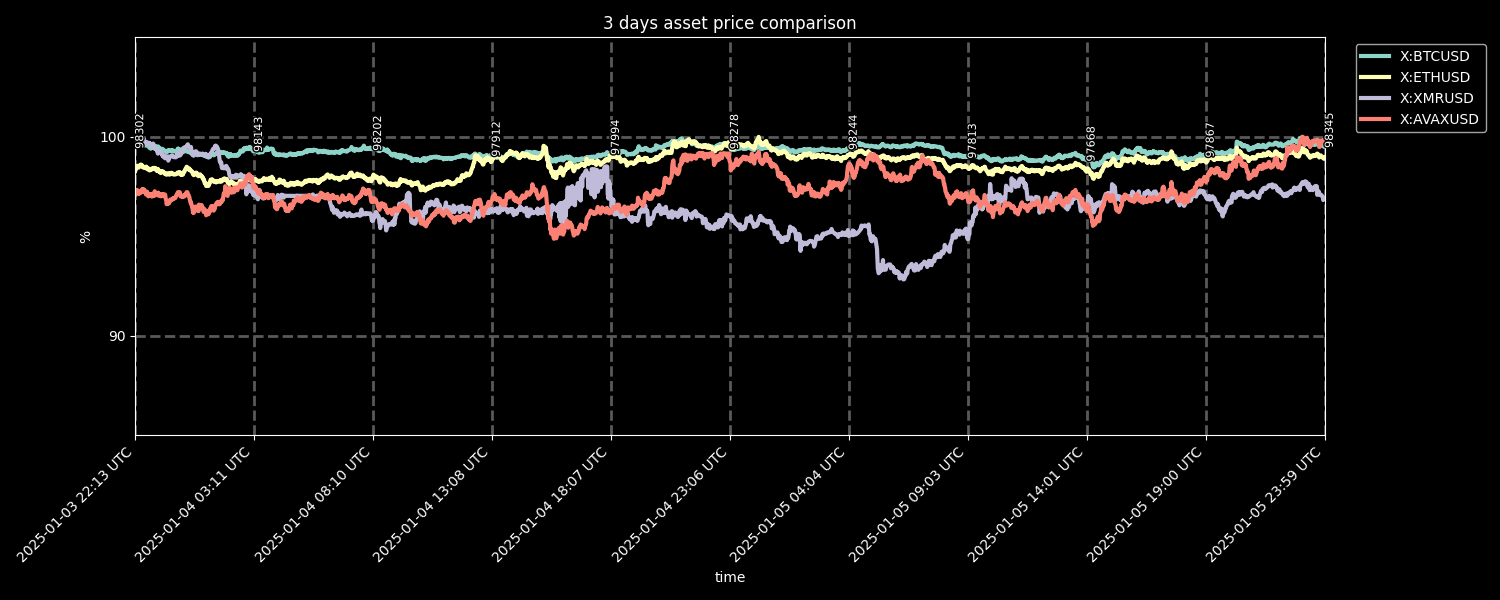 3 days asset price comparison
X:BTCUSD
X:ETHUSD
X:XMRUSD
X:AVAXUSD
100
90
%
98302
98143
98202
97912
97994
98278
98244
97813
97668
97867
98345
2025-01-03 22:13 UTC
2025-01-04 03:11 UTC
2025-01-04 08:10 UTC
2025-01-04 13:08 UTC
2025-01-04 18:07 UTC
2025-01-04 23:06 UTC
2025-01-05 04:04 UTC
2025-01-05 09:03 UTC
2025-01-05 14:01 UTC
2025-01-05 19:00 UTC
2025-01-05 23:59 UTC
time